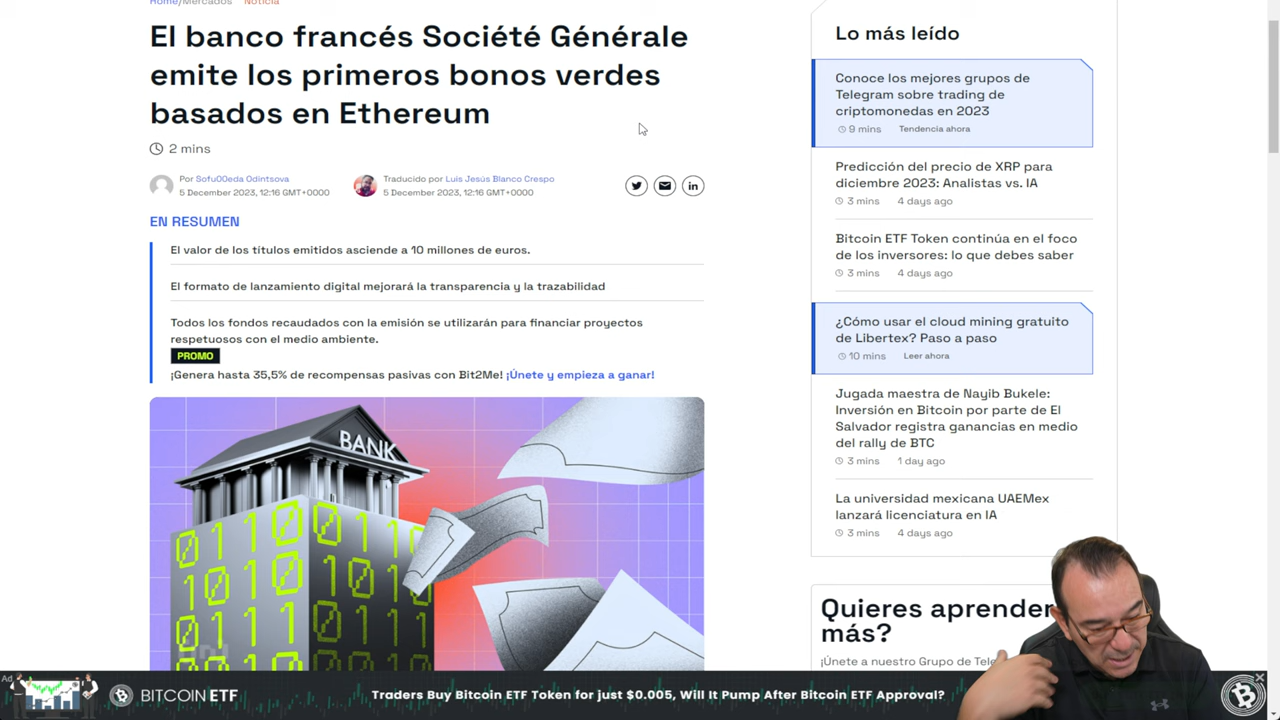 Home/Mercados Noticia
El banco francés Société Générale
emite los primeros bonos verdes
basados en Ethereum
2 mins
Por SofuOOeda Odintsova
5 December 2023, 12:16 GMT+0000
Traducido por Luis Jesús Blanco Crespo
5 December 2023, 12:16 GMT+0000
EN RESUMEN
El valor de los títulos emitidos asciende a 10 millones de euros.
El formato de lanzamiento digital mejorará la transparencia y la trazabilidad
Todos los fondos recaudados con la emisión se utilizarán para financiar proyectos
respetuosos con el medio ambiente.
PROMO
¡Genera hasta 35,5% de recompensas pasivas con Bit2Me! ¡Únete y empieza a ganar!
BANK
0110 0110
1010 1010
0111 0111
Lo más leído
Conoce los mejores grupos de
Telegram sobre trading de
criptomonedas en 2023
9 mins Tendencia ahora
Predicción del precio de XRP para
diciembre 2023: Analistas vs. IA
3 mins 4 days ago
Bitcoin ETF Token continúa en el foco
de los inversores: lo que debes saber
3 mins 4 days ago
¿Cómo usar el cloud mining gratuito
de Libertex? Paso a paso
10 mins Leer ahora
Jugada maestra de Nayib Bukele:
Inversión en Bitcoin por parte de El
Salvador registra ganancias en medio
del rally de BTC
3 mins 1 day ago
La universidad mexicana UAEMex
lanzará licenciatura en IA
3 mins 4 days ago
Quieres aprender
más?
¡Únete a nuestro Grupo de Tele
Ad
BITCOIN ETF
Traders Buy Bitcoin ETF Token for just $0.005, Will It Pump After Bitcoin ETF Approval?